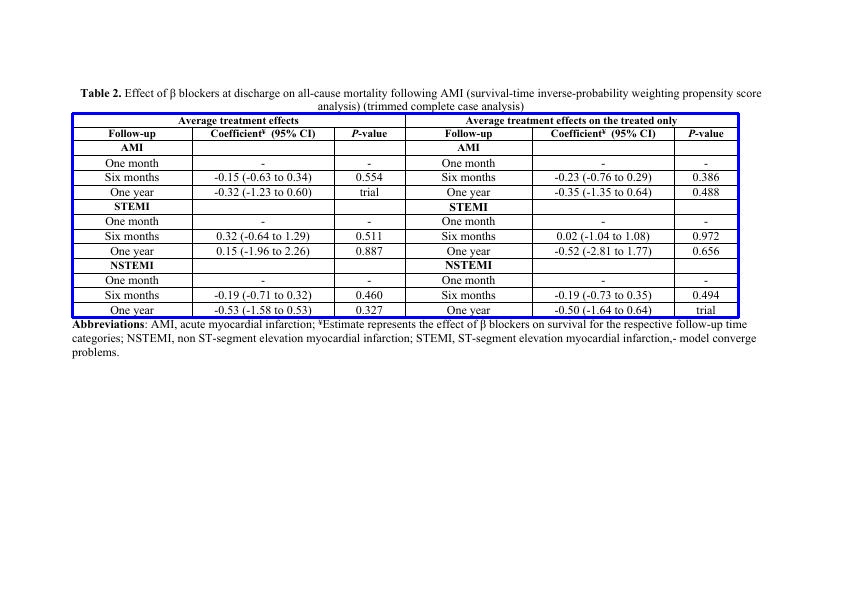 Table 2. Effect of β blockers at discharge on all-cause mortality following AMI (survival-time inverse-probability weighting propensity score
analysis) (trimmed complete case analysis)
Average treatment effects Average treatment effects on the treated only
Follow-up Coefficient¥ (95% CI) P-value Follow-up Coefficient¥ (95% CI) P-value
AMI AMI
One month - - One month - -
Six months -0.15 (-0.63 to 0.34) 0.554 Six months -0.23 (-0.76 to 0.29) 0.386
One year -0.32 (-1.23 to 0.60) trial One year -0.35 (-1.35 to 0.64) 0.488
STEMI STEMI
One month - - One month - -
Six months 0.32 (-0.64 to 1.29) 0.511 Six months 0.02 (-1.04 to 1.08) 0.972
One year 0.15 (-1.96 to 2.26) 0.887 One year -0.52 (-2.81 to 1.77) 0.656
NSTEMI NSTEMI
One month - - One month - -
Six months -0.19 (-0.71 to 0.32) 0.460 Six months -0.19 (-0.73 to 0.35) 0.494
One year -0.53 (-1.58 to 0.53) 0.327 One year -0.50 (-1.64 to 0.64) trial
Abbreviations: AMI, acute myocardial infarction; ¥Estimate represents the effect of β blockers on survival for the respective follow-up time
categories; NSTEMI, non ST-segment elevation myocardial infarction; STEMI, ST-segment elevation myocardial infarction,- model converge
problems.